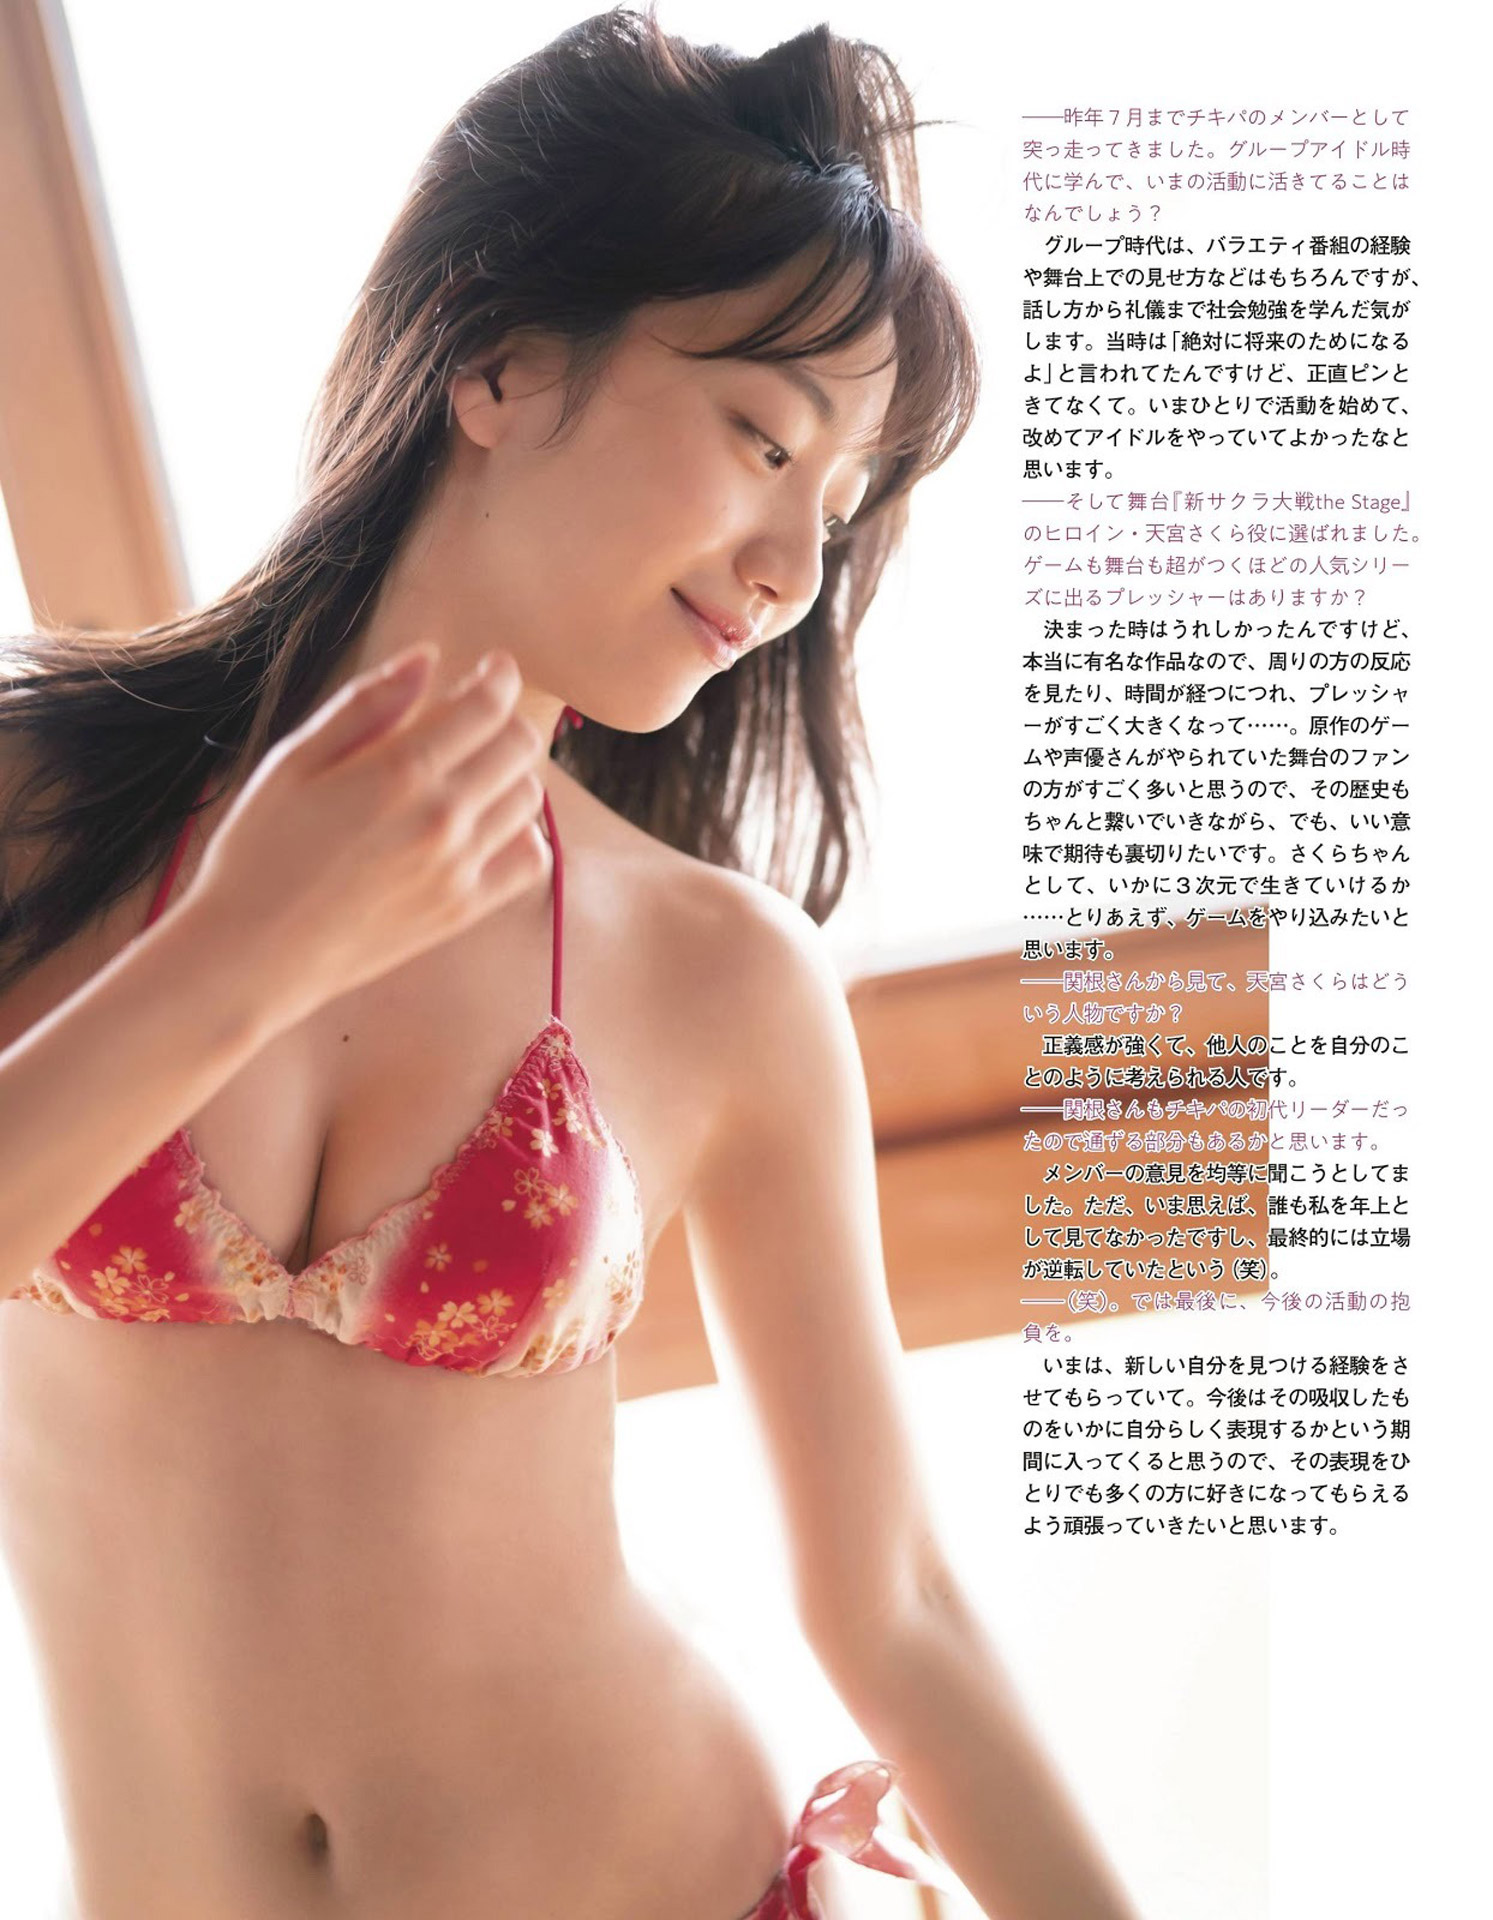 ――昨年７月までチキパのメンバーとして
突っ走ってきました。グループアイドル時
代に学んで、いまの活動に活きてることは
なんでしょう？
　グループ時代は、バラエティ番組の経験
や舞台上での見せ方などはもちろんですが、
話し方から礼儀まで社会勉強を学んだ気が
します。当時は「絶対に将来のためになる
よ」と言われてたんですけど、正直ピンと
きてなくて。いまひとりで活動を始めて、
改めてアイドルをやっていてよかったなと
思います。
――そして舞台『新サクラ大戦the Stage』
のヒロイン・天宮さくら役に選ばれました。
ゲームも舞台も超がつくほどの人気シリー
ズに出るプレッシャーはありますか？
　決まった時はうれしかったんですけど、
本当に有名な作品なので、周りの方の反応
を見たり、時間が経つにつれ、プレッシャ
ーがすごく大きくなって……。原作のゲー
ムや声優さんがやられていた舞台のファン
の方がすごく多いと思うので、その歴史も
ちゃんと繋いでいきながら、でも、いい意
味で期待も裏切りたいです。さくらちゃん
として、いかに３次元で生きていけるか
……とりあえず、ゲームをやり込みたいと
思います。
――関根さんから見て、天宮さくらはどう
いう人物ですか？
　正義感が強くて、他人のことを自分のこ
とのように考えられる人です。
――関根さんもチキパの初代リーダーだっ
たので通ずる部分もあるかと思います。
　メンバーの意見を均等に聞こうとしてま
した。ただ、いま思えば、誰も私を年上と
して見てなかったですし、最終的には立場
が逆転していたという（笑）。
――（笑）。では最後に、今後の活動の抱
負を。
　いまは、新しい自分を見つける経験をさ
せてもらっていて。今後はその吸収したも
のをいかに自分らしく表現するかという期
間に入ってくると思うので、その表現をひ
とりでも多くの方に好きになってもらえる
よう頑張っていきたいと思います。